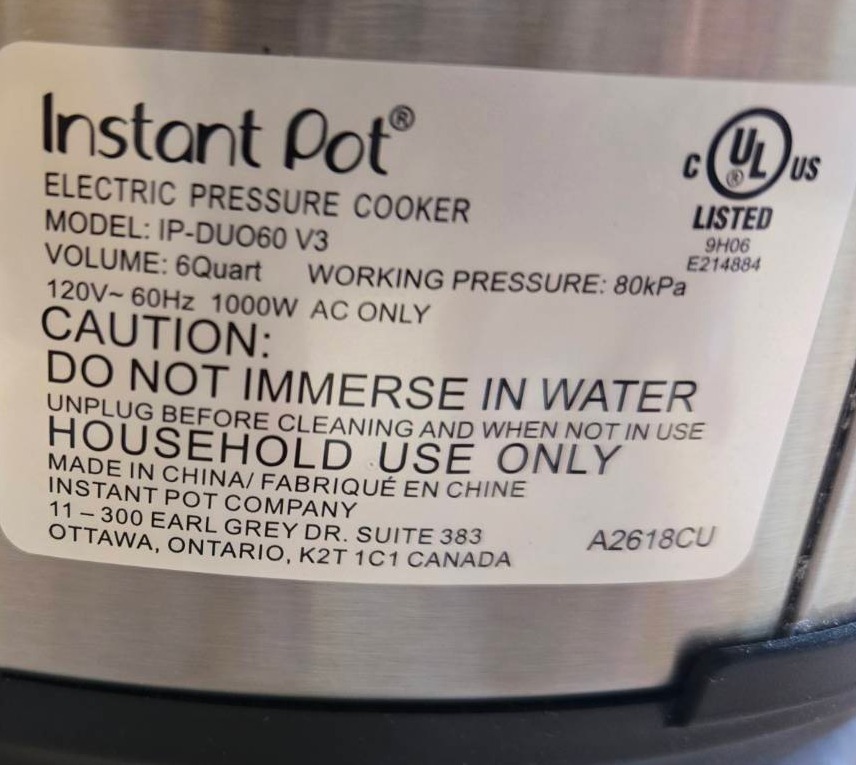 Instant Pot®
ELECTRIC PRESSURE COOKER
MODEL: IP-DUO60 V3
VOLUME: 6Quart WORKING PRESSURE: 80kPa
120V~ 60Hz 1000W AC ONLY
C UL® US
LISTED
9H06
E214884
CAUTION:
DO NOT IMMERSE IN WATER
UNPLUG BEFORE CLEANING AND WHEN NOT IN USE
HOUSEHOLD USE ONLY
MADE IN CHINA/ FABRIQUÉ EN CHINE
INSTANT POT COMPANY
11 – 300 EARL GREY DR. SUITE 383
OTTAWA, ONTARIO, K2T 1C1 CANADA
A2618CU